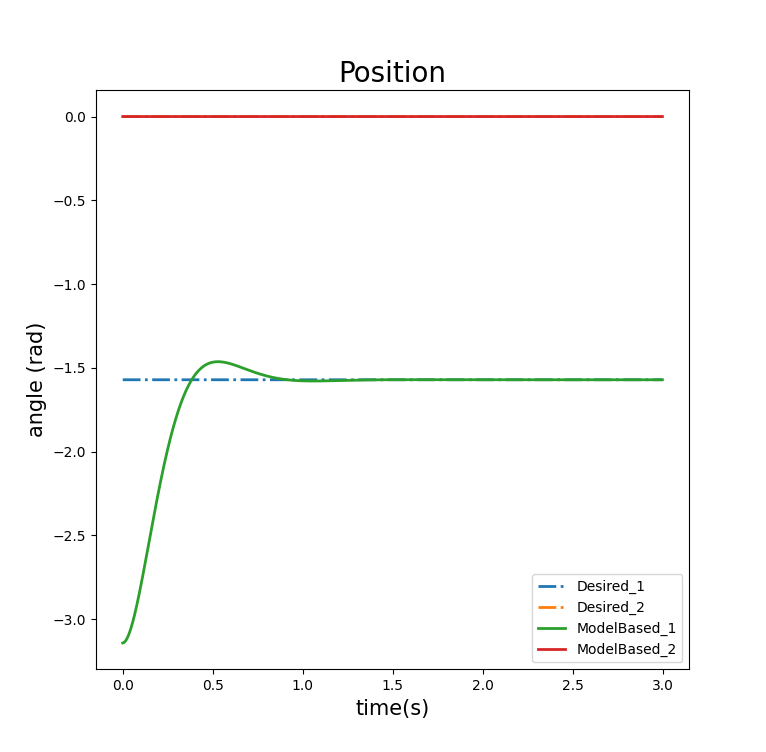 Position
0.0
−0.5
−1.0
−1.5
−2.0
−2.5
−3.0
angle (rad)
Desired_1
Desired_2
ModelBased_1
ModelBased_2
0.0 0.5 1.0 1.5 2.0 2.5 3.0
time(s)